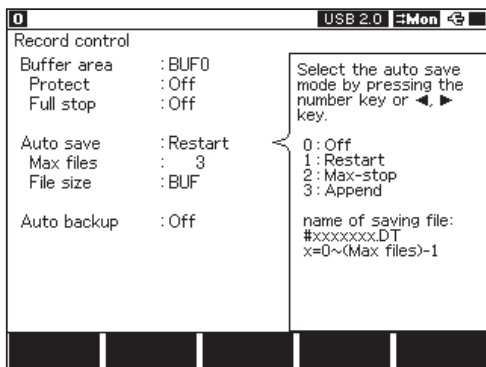 0 USB 2.0 ⇄Mon
Record control
Buffer area :BUF0
Protect :Off
Full stop :Off
Auto save :Restart
Max files : 3
File size :BUF
Auto backup :Off
Select the auto save
mode by pressing the
number key or ◄, ►
key.
0:Off
1:Restart
2:Max-stop
3:Append
name of saving file:
#xxxxxxx.DT
x=0~(Max files)-1